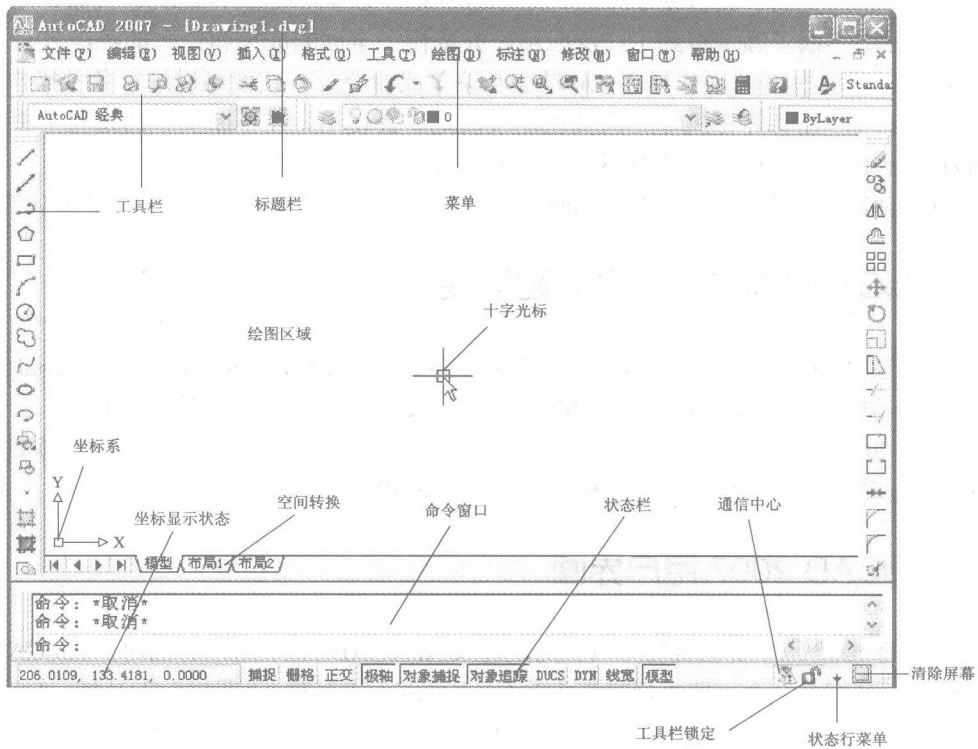 AutoCAD 2007 - [Drawing1.dwg]
文件(F) 编辑(E) 视图(V) 插入(I) 格式(O) 工具(T) 绘图(D) 标注(N) 修改(M) 窗口(W) 帮助(H)
Standa
AutoCAD 经典
0
ByLayer
工具栏
标题栏
菜单
十字光标
绘图区域
坐标系
Y
X
坐标显示状态
空间转换
命令窗口
状态栏
通信中心
模型 布局1 布局2
命令: *取消*
命令: *取消*
命令:
206.0109, 133.4181, 0.0000 捕捉 栅格 正交 极轴 对象捕捉 对象追踪 DUCS DYN 线宽 模型
清除屏幕
工具栏锁定
状态行菜单